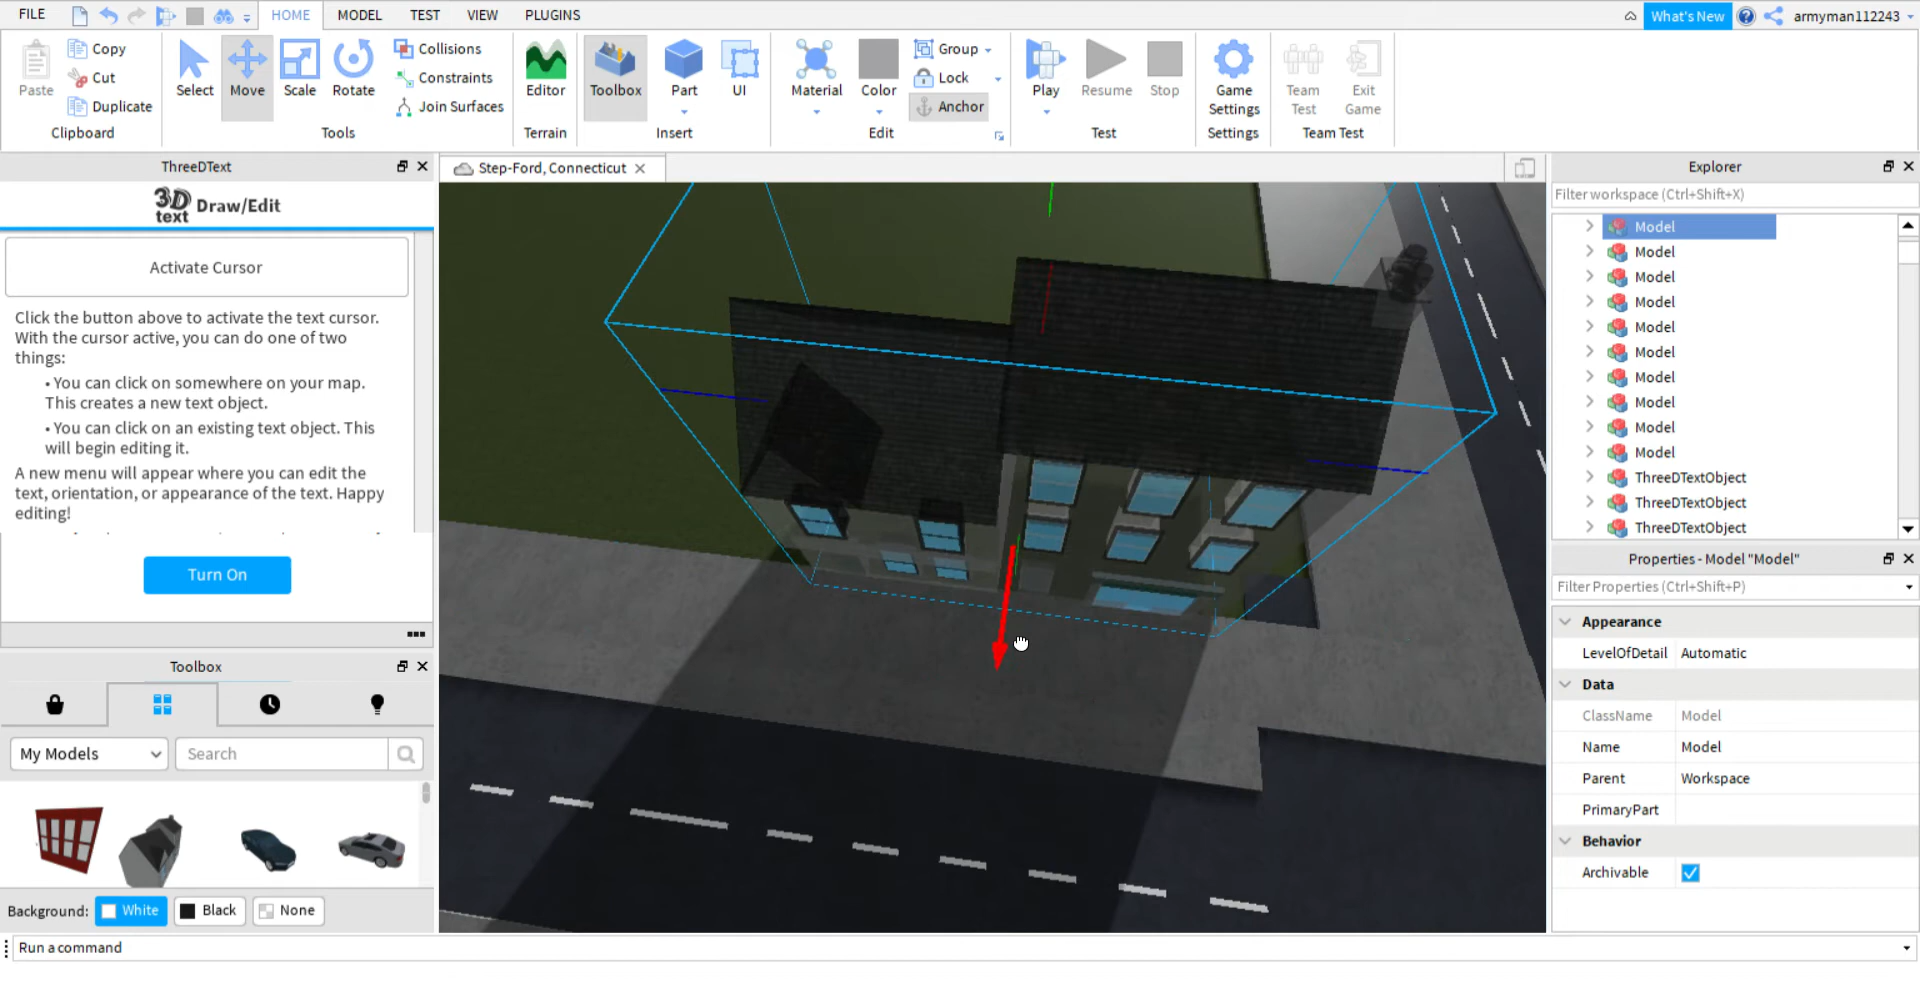 FILE
HOME
MODEL
TEST
VIEW
PLUGINS
What's New
armyman112243
Paste
Copy
Cut
Duplicate
Clipboard
Select
Move
Scale
Rotate
Collisions
Constraints
Join Surfaces
Tools
Editor
Terrain
Toolbox
Part
UI
Insert
Material
Color
Group
Lock
Anchor
Edit
Play
Resume
Stop
Test
Game
Settings
Settings
Team
Test
Exit
Game
Team Test
ThreeDText
3D
text
Draw/Edit
Activate Cursor
Click the button above to activate the text cursor.
With the cursor active, you can do one of two
things:
• You can click on somewhere on your map.
This creates a new text object.
• You can click on an existing text object. This
will begin editing it.
A new menu will appear where you can edit the
text, orientation, or appearance of the text. Happy
editing!
Turn On
Toolbox
My Models
Search
Background:
White
Black
None
Run a command
Step-Ford, Connecticut
Explorer
Filter workspace (Ctrl+Shift+X)
Model
Model
Model
Model
Model
Model
Model
Model
Model
Model
ThreeDTextObject
ThreeDTextObject
ThreeDTextObject
Properties - Model "Model"
Filter Properties (Ctrl+Shift+P)
Appearance
LevelOfDetail Automatic
Data
ClassName Model
Name Model
Parent Workspace
PrimaryPart
Behavior
Archivable